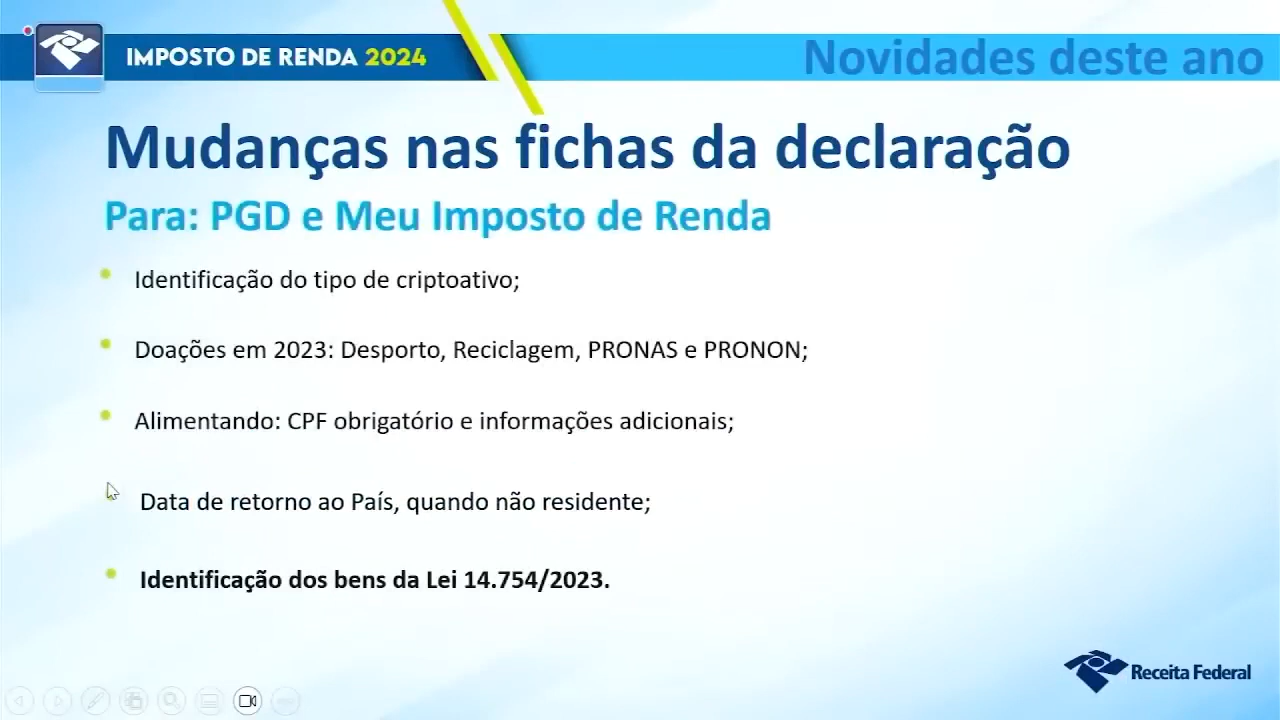 IMPOSTO DE RENDA 2024
Novidades deste ano
Mudanças nas fichas da declaração
Para: PGD e Meu Imposto de Renda
Identificação do tipo de criptoativo;
Doações em 2023: Desporto, Reciclagem, PRONAS e PRONON;
Alimentando: CPF obrigatório e informações adicionais;
Data de retorno ao País, quando não residente;
Identificação dos bens da Lei 14.754/2023.
Receita Federal